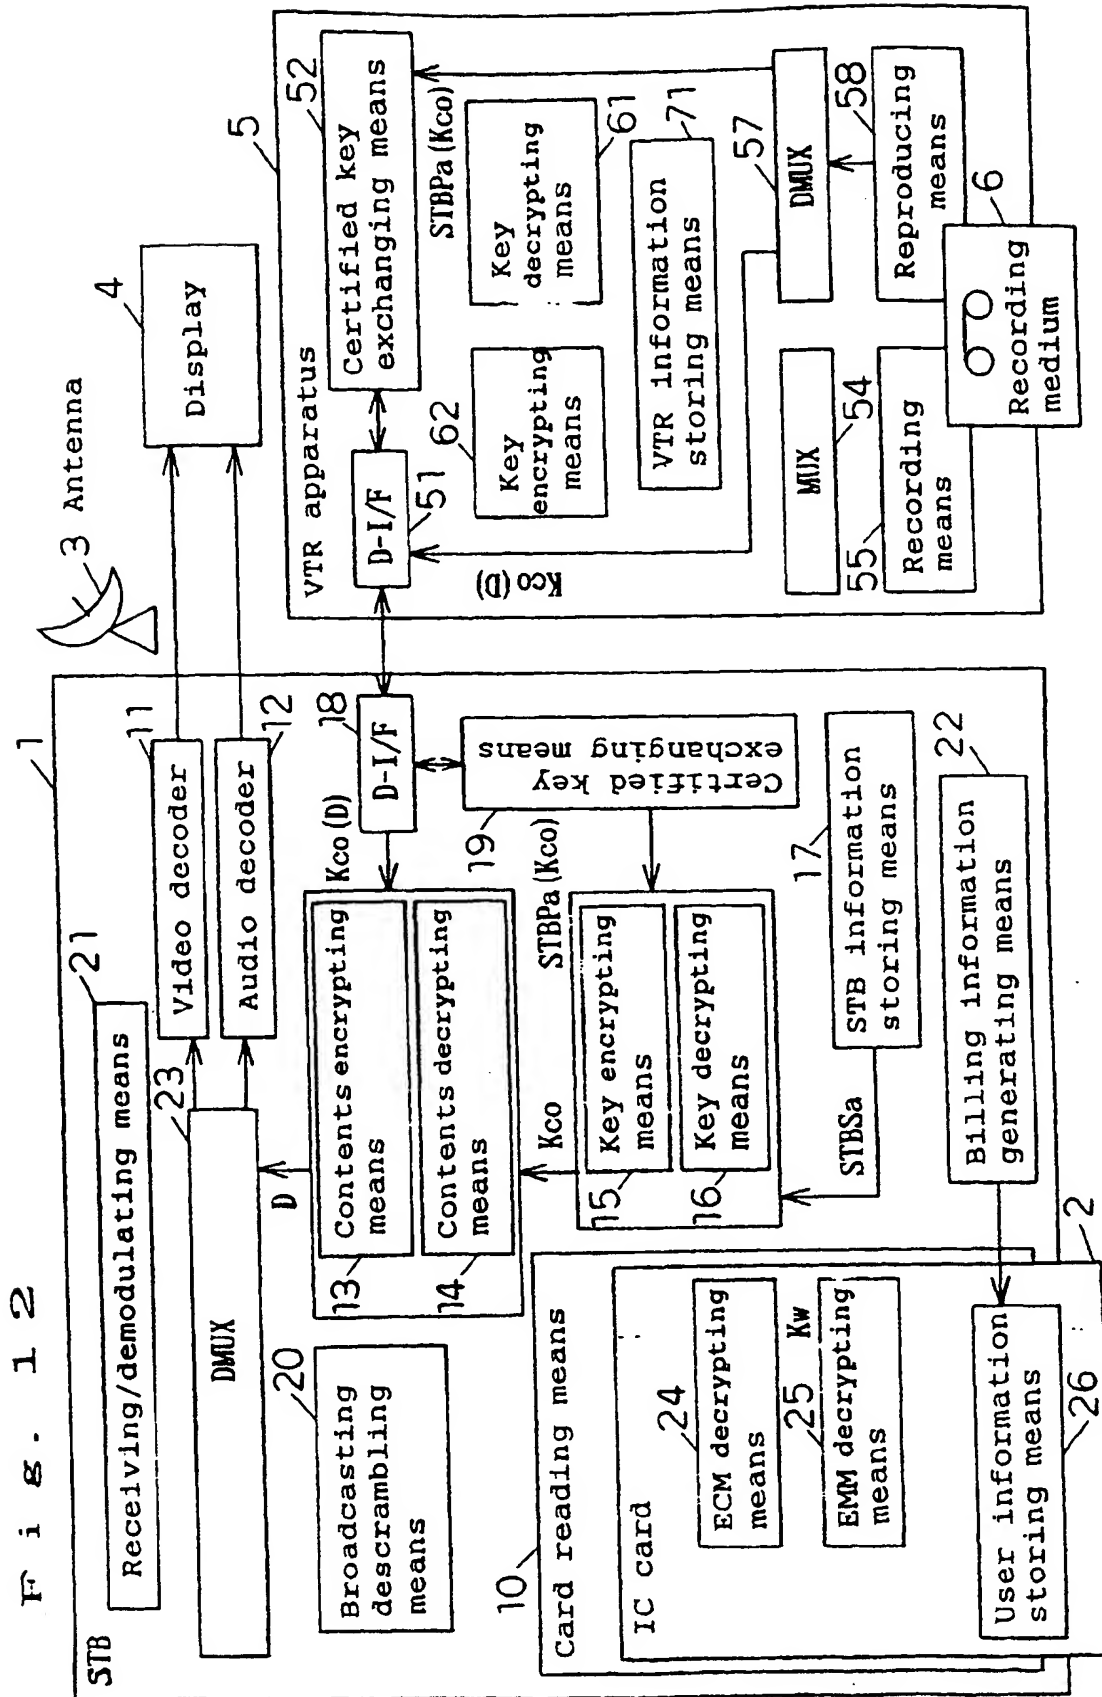 Fig. 12
STB
1
21
Receiving/demodulating means
23
DMUX
11
Video decoder
12
Audio decoder
3
Antenna
4
Display
20
Broadcasting
descrambling
means
D
13
Contents encrypting
means
14
Contents decrypting
means
Kco(D)
18
D-I/F
19
Certified key
exchanging means
STBPa(Kco)
Kco
15
Key encrypting
means
16
Key decrypting
means
STBSa
17
STB information
storing means
22
Billing information
generating means
10
Card reading means
2
IC card
24
ECM decrypting
means
25
Kw
EMM decrypting
means
26
User information
storing means
5
VTR apparatus
51
D-I/F
52
Certified key
exchanging means
STBPa(Kco)
62
Key
encrypting
means
61
Key
decrypting
means
71
VTR information
storing means
Kco(D)
54
MUX
57
DMUX
55
Recording
means
58
Reproducing
means
6
Recording
medium